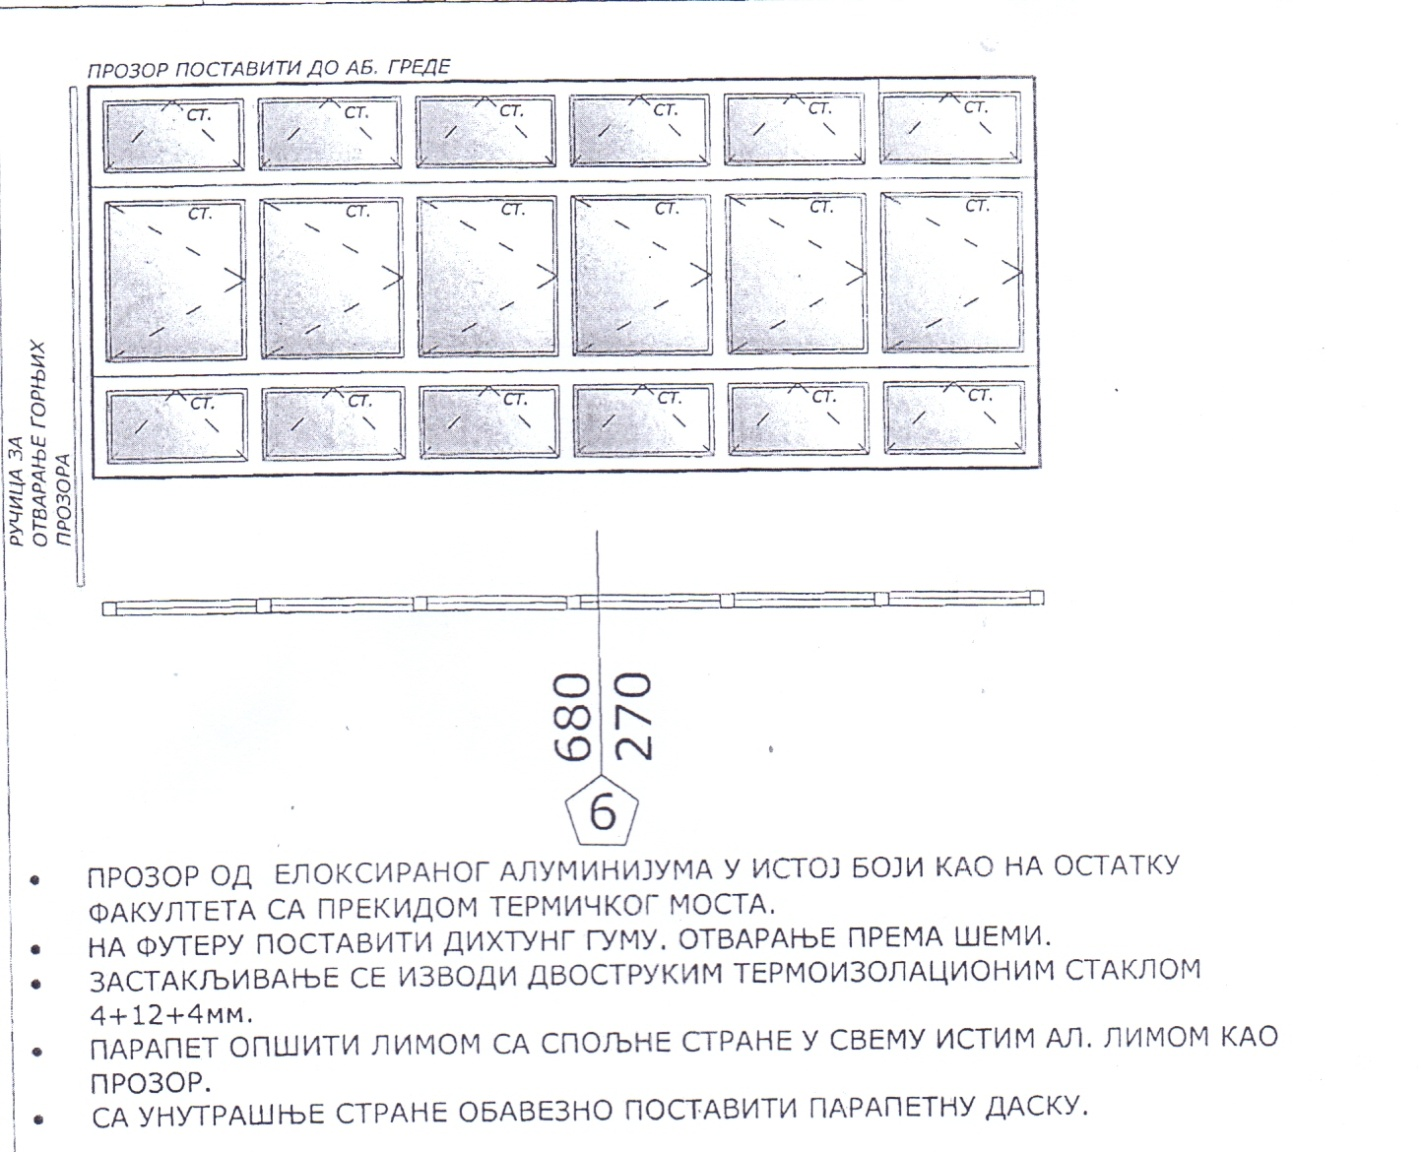 ПРОЗОР ПОСТАВИТИ ДО АБ. ГРЕДЕ
СТ. СТ. СТ. СТ. СТ. СТ.
СТ. СТ. СТ. СТ. СТ. СТ.
СТ. СТ. СТ. СТ. СТ. СТ.
РУЧИЦА ЗА
ОТВАРАЊЕ ГОРЊИХ
ПРОЗОРА
680
270
6
• ПРОЗОР ОД ЕЛОКСИРАНОГ АЛУМИНИЈУМА У ИСТОЈ БОЈИ КАО НА ОСТАТКУ
ФАКУЛТЕТА СА ПРЕКИДОМ ТЕРМИЧКОГ МОСТА.
• НА ФУТЕРУ ПОСТАВИТИ ДИХТУНГ ГУМУ. ОТВАРАЊЕ ПРЕМА ШЕМИ.
• ЗАСТАКЉИВАЊЕ СЕ ИЗВОДИ ДВОСТРУКИМ ТЕРМОИЗОЛАЦИОНИМ СТАКЛОМ
4+12+4мм.
• ПАРАПЕТ ОПШИТИ ЛИМОМ СА СПОЉНЕ СТРАНЕ У СВЕМУ ИСТИМ АЛ. ЛИМОМ КАО
ПРОЗОР.
• СА УНУТРАШЊЕ СТРАНЕ ОБАВЕЗНО ПОСТАВИТИ ПАРАПЕТНУ ДАСКУ.